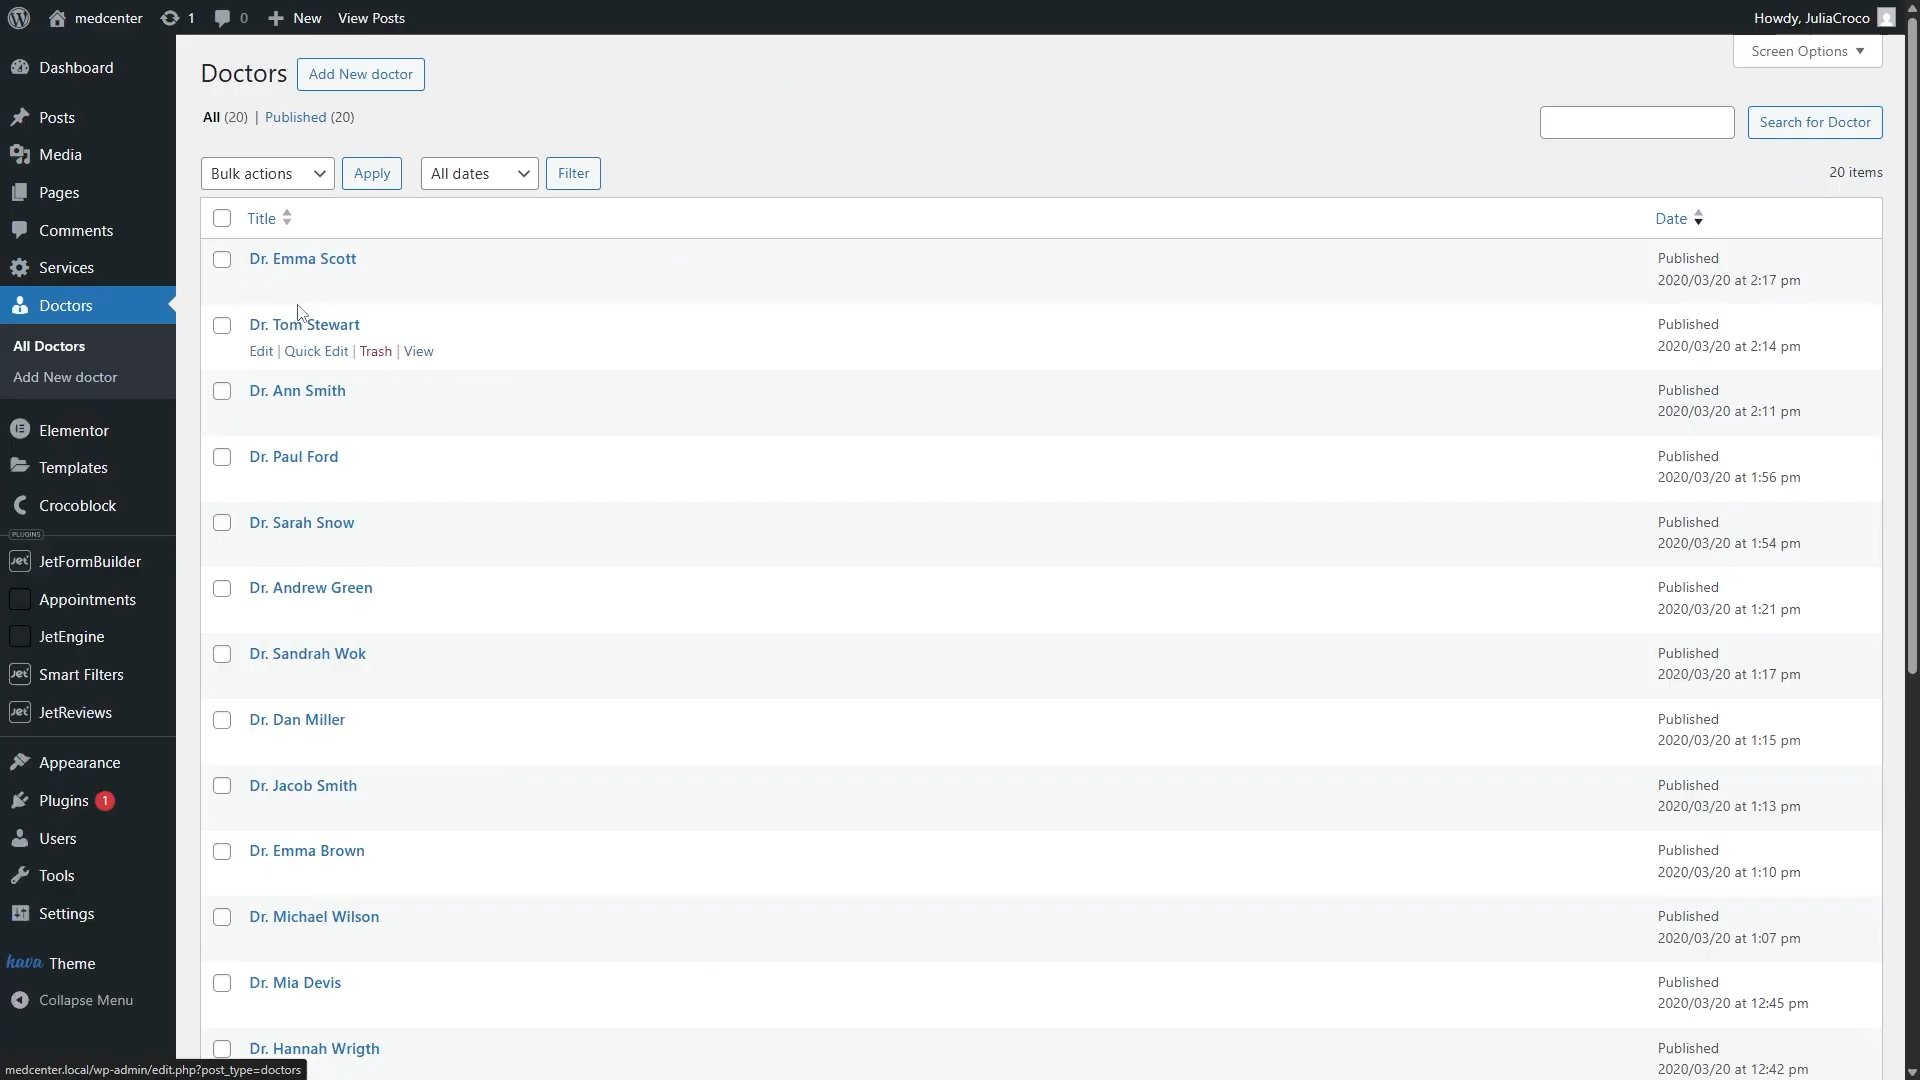 medcenter 1 0 New View Posts Howdy, JuliaCroco
Screen Options
Dashboard
Posts
Media
Pages
Comments
Services
Doctors
All Doctors
Add New doctor
Elementor
Templates
Crocoblock
PLUGINS
Jet JetFormBuilder
Appointments
JetEngine
Jet Smart Filters
Jet JetReviews
Appearance
Plugins 1
Users
Tools
Settings
kava Theme
Collapse Menu
Doctors Add New doctor
All (20) | Published (20)
Search for Doctor
Bulk actions Apply All dates Filter 20 items
Title Date
Dr. Emma Scott Published
2020/03/20 at 2:17 pm
Dr. Tom Stewart Published
Edit | Quick Edit | Trash | View 2020/03/20 at 2:14 pm
Dr. Ann Smith Published
2020/03/20 at 2:11 pm
Dr. Paul Ford Published
2020/03/20 at 1:56 pm
Dr. Sarah Snow Published
2020/03/20 at 1:54 pm
Dr. Andrew Green Published
2020/03/20 at 1:21 pm
Dr. Sandrah Wok Published
2020/03/20 at 1:17 pm
Dr. Dan Miller Published
2020/03/20 at 1:15 pm
Dr. Jacob Smith Published
2020/03/20 at 1:13 pm
Dr. Emma Brown Published
2020/03/20 at 1:10 pm
Dr. Michael Wilson Published
2020/03/20 at 1:07 pm
Dr. Mia Devis Published
2020/03/20 at 12:45 pm
Dr. Hannah Wrigth Published
2020/03/20 at 12:42 pm
medcenter.local/wp-admin/edit.php?post_type=doctors